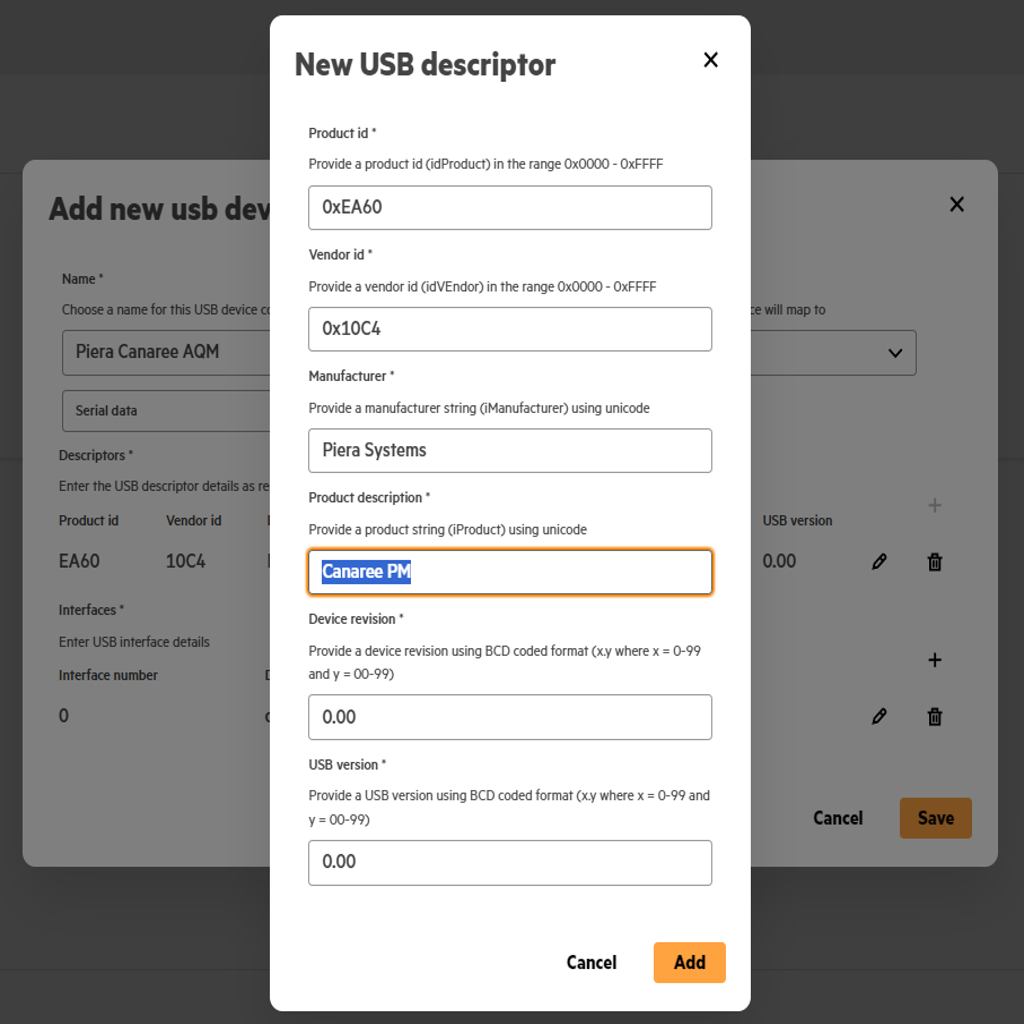 New USB descriptor
Product id *
Provide a product id (idProduct) in the range 0x0000 - 0xFFFF
0xEA60
Vendor id *
Provide a vendor id (idVEndor) in the range 0x0000 - 0xFFFF
0x10C4
Manufacturer *
Provide a manufacturer string (iManufacturer) using unicode
Piera Systems
Product description *
Provide a product string (iProduct) using unicode
Canaree PM
Device revision *
Provide a device revision using BCD coded format (x.y where x = 0-99
and y = 00-99)
0.00
USB version *
Provide a USB version using BCD coded format (x.y where x = 0-99 and
y = 00-99)
0.00
Cancel Add
Add new usb
Name *
Choose a name for this USB device
will map to
Piera Canaree AQM
Serial data
Descriptors *
Enter the USB descriptor details as
Product id Vendor id USB version
EA60 10C4 0.00
Interfaces *
Enter USB interface details
Interface number
0
Cancel Save